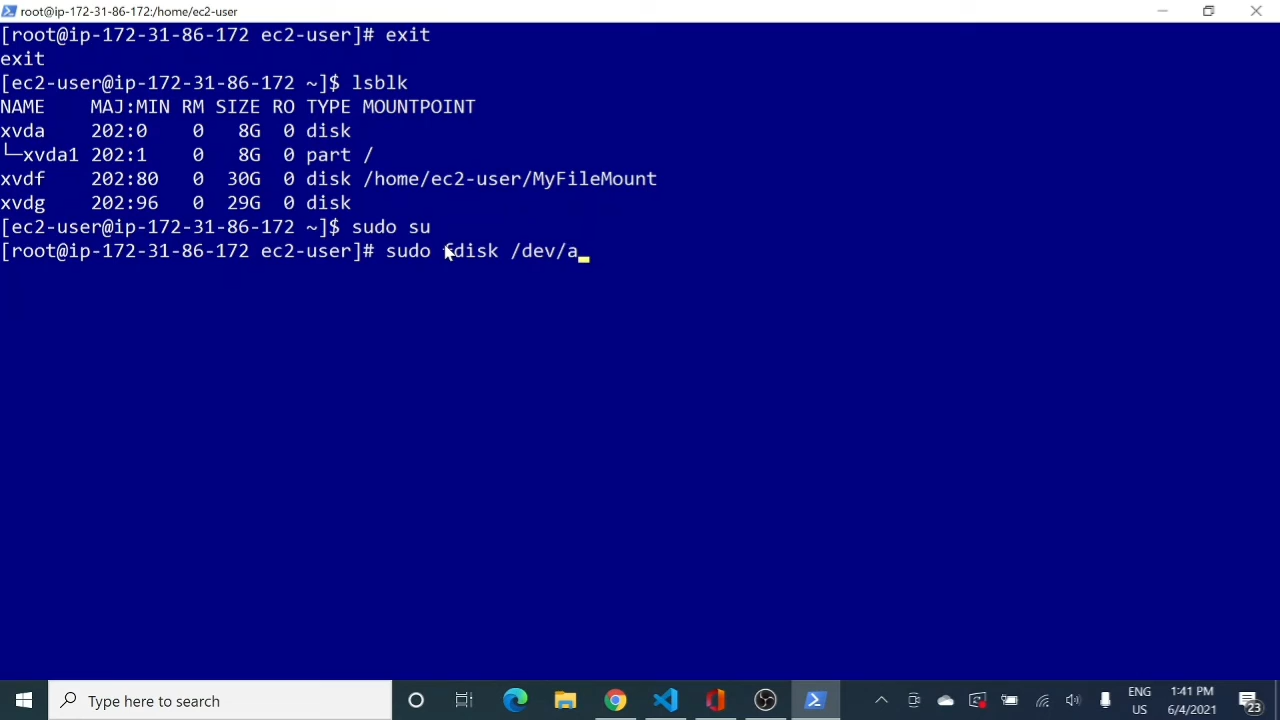 root@ip-172-31-86-172:/home/ec2-user
[root@ip-172-31-86-172 ec2-user]# exit
exit
[ec2-user@ip-172-31-86-172 ~]$ lsblk
NAME    MAJ:MIN RM SIZE RO TYPE MOUNTPOINT
xvda    202:0    0   8G  0 disk
└─xvda1 202:1    0   8G  0 part /
xvdf    202:80   0  30G  0 disk /home/ec2-user/MyFileMount
xvdg    202:96   0  29G  0 disk
[ec2-user@ip-172-31-86-172 ~]$ sudo su
[root@ip-172-31-86-172 ec2-user]# sudo fdisk /dev/a
Type here to search
ENG
US
1:41 PM
6/4/2021
23